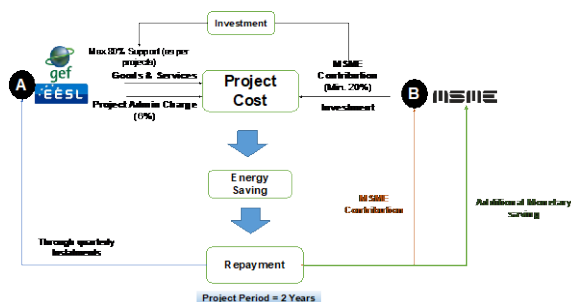 Investment
Max 80% Support (as per
projects)
A
gef
EESL
Goods & Services
Project Admin Charge
(6%)
Project
Cost
MSME
Contribution
(Min. 20%)
Investment
B
MSME
Energy
Saving
MSME
Contribution
Additional Monetary
saving
Through quarterly
Instalments
Repayment
Project Period = 2 Years